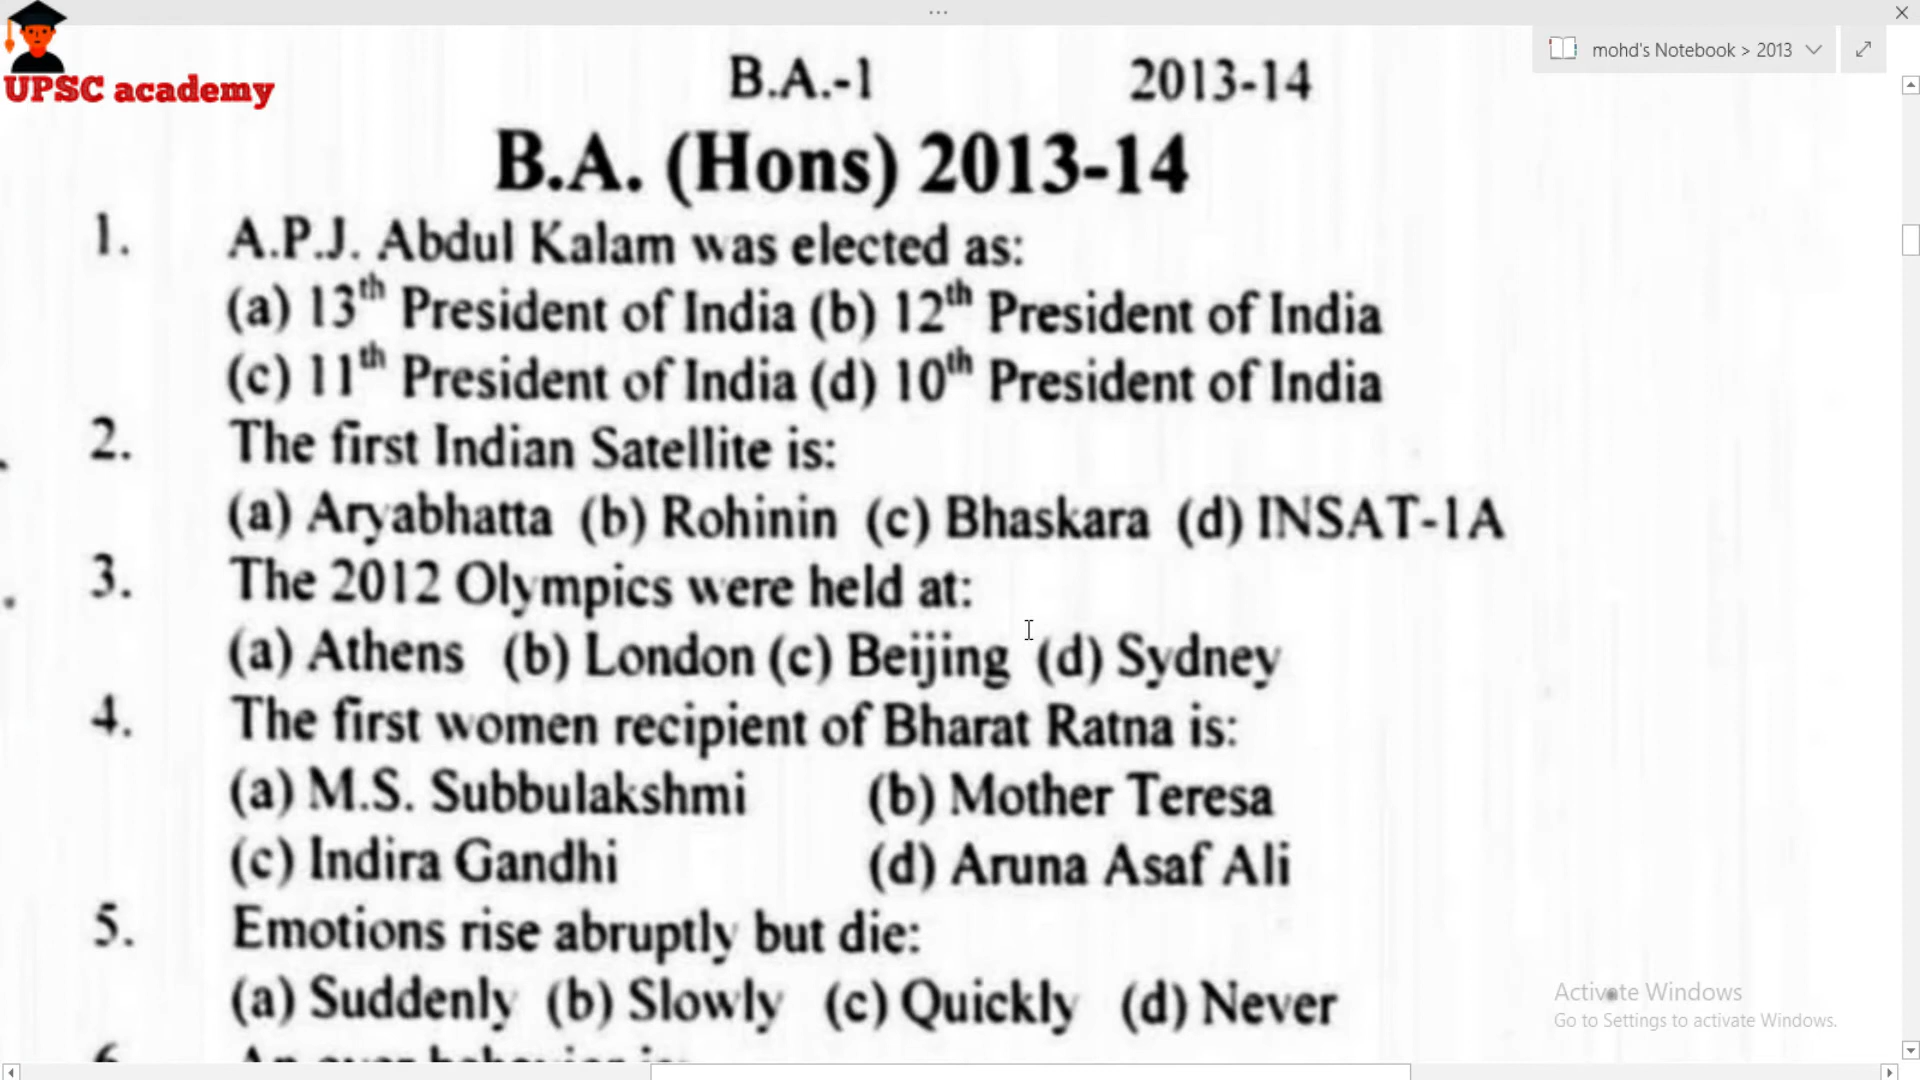 ...
mohd's Notebook > 2013
UPSC academy
B.A.-1 2013-14
B.A. (Hons) 2013-14
1. A.P.J. Abdul Kalam was elected as:
(a) 13th President of India (b) 12th President of India
(c) 11th President of India (d) 10th President of India
2. The first Indian Satellite is:
(a) Aryabhatta (b) Rohinin (c) Bhaskara (d) INSAT-1A
3. The 2012 Olympics were held at:
(a) Athens (b) London (c) Beijing (d) Sydney
4. The first women recipient of Bharat Ratna is:
(a) M.S. Subbulakshmi (b) Mother Teresa
(c) Indira Gandhi (d) Aruna Asaf Ali
5. Emotions rise abruptly but die:
(a) Suddenly (b) Slowly (c) Quickly (d) Never
Activate Windows
Go to Settings to activate Windows.